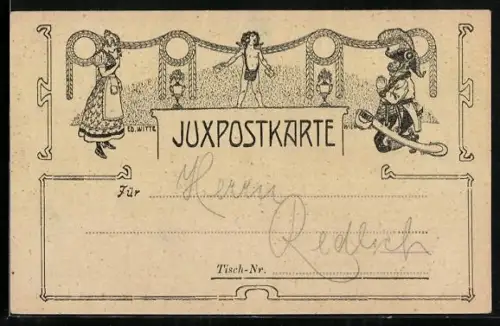 ED. WITTE
JUXPOSTKARTE
Für Herrn
Redlich
Tisch-Nr.